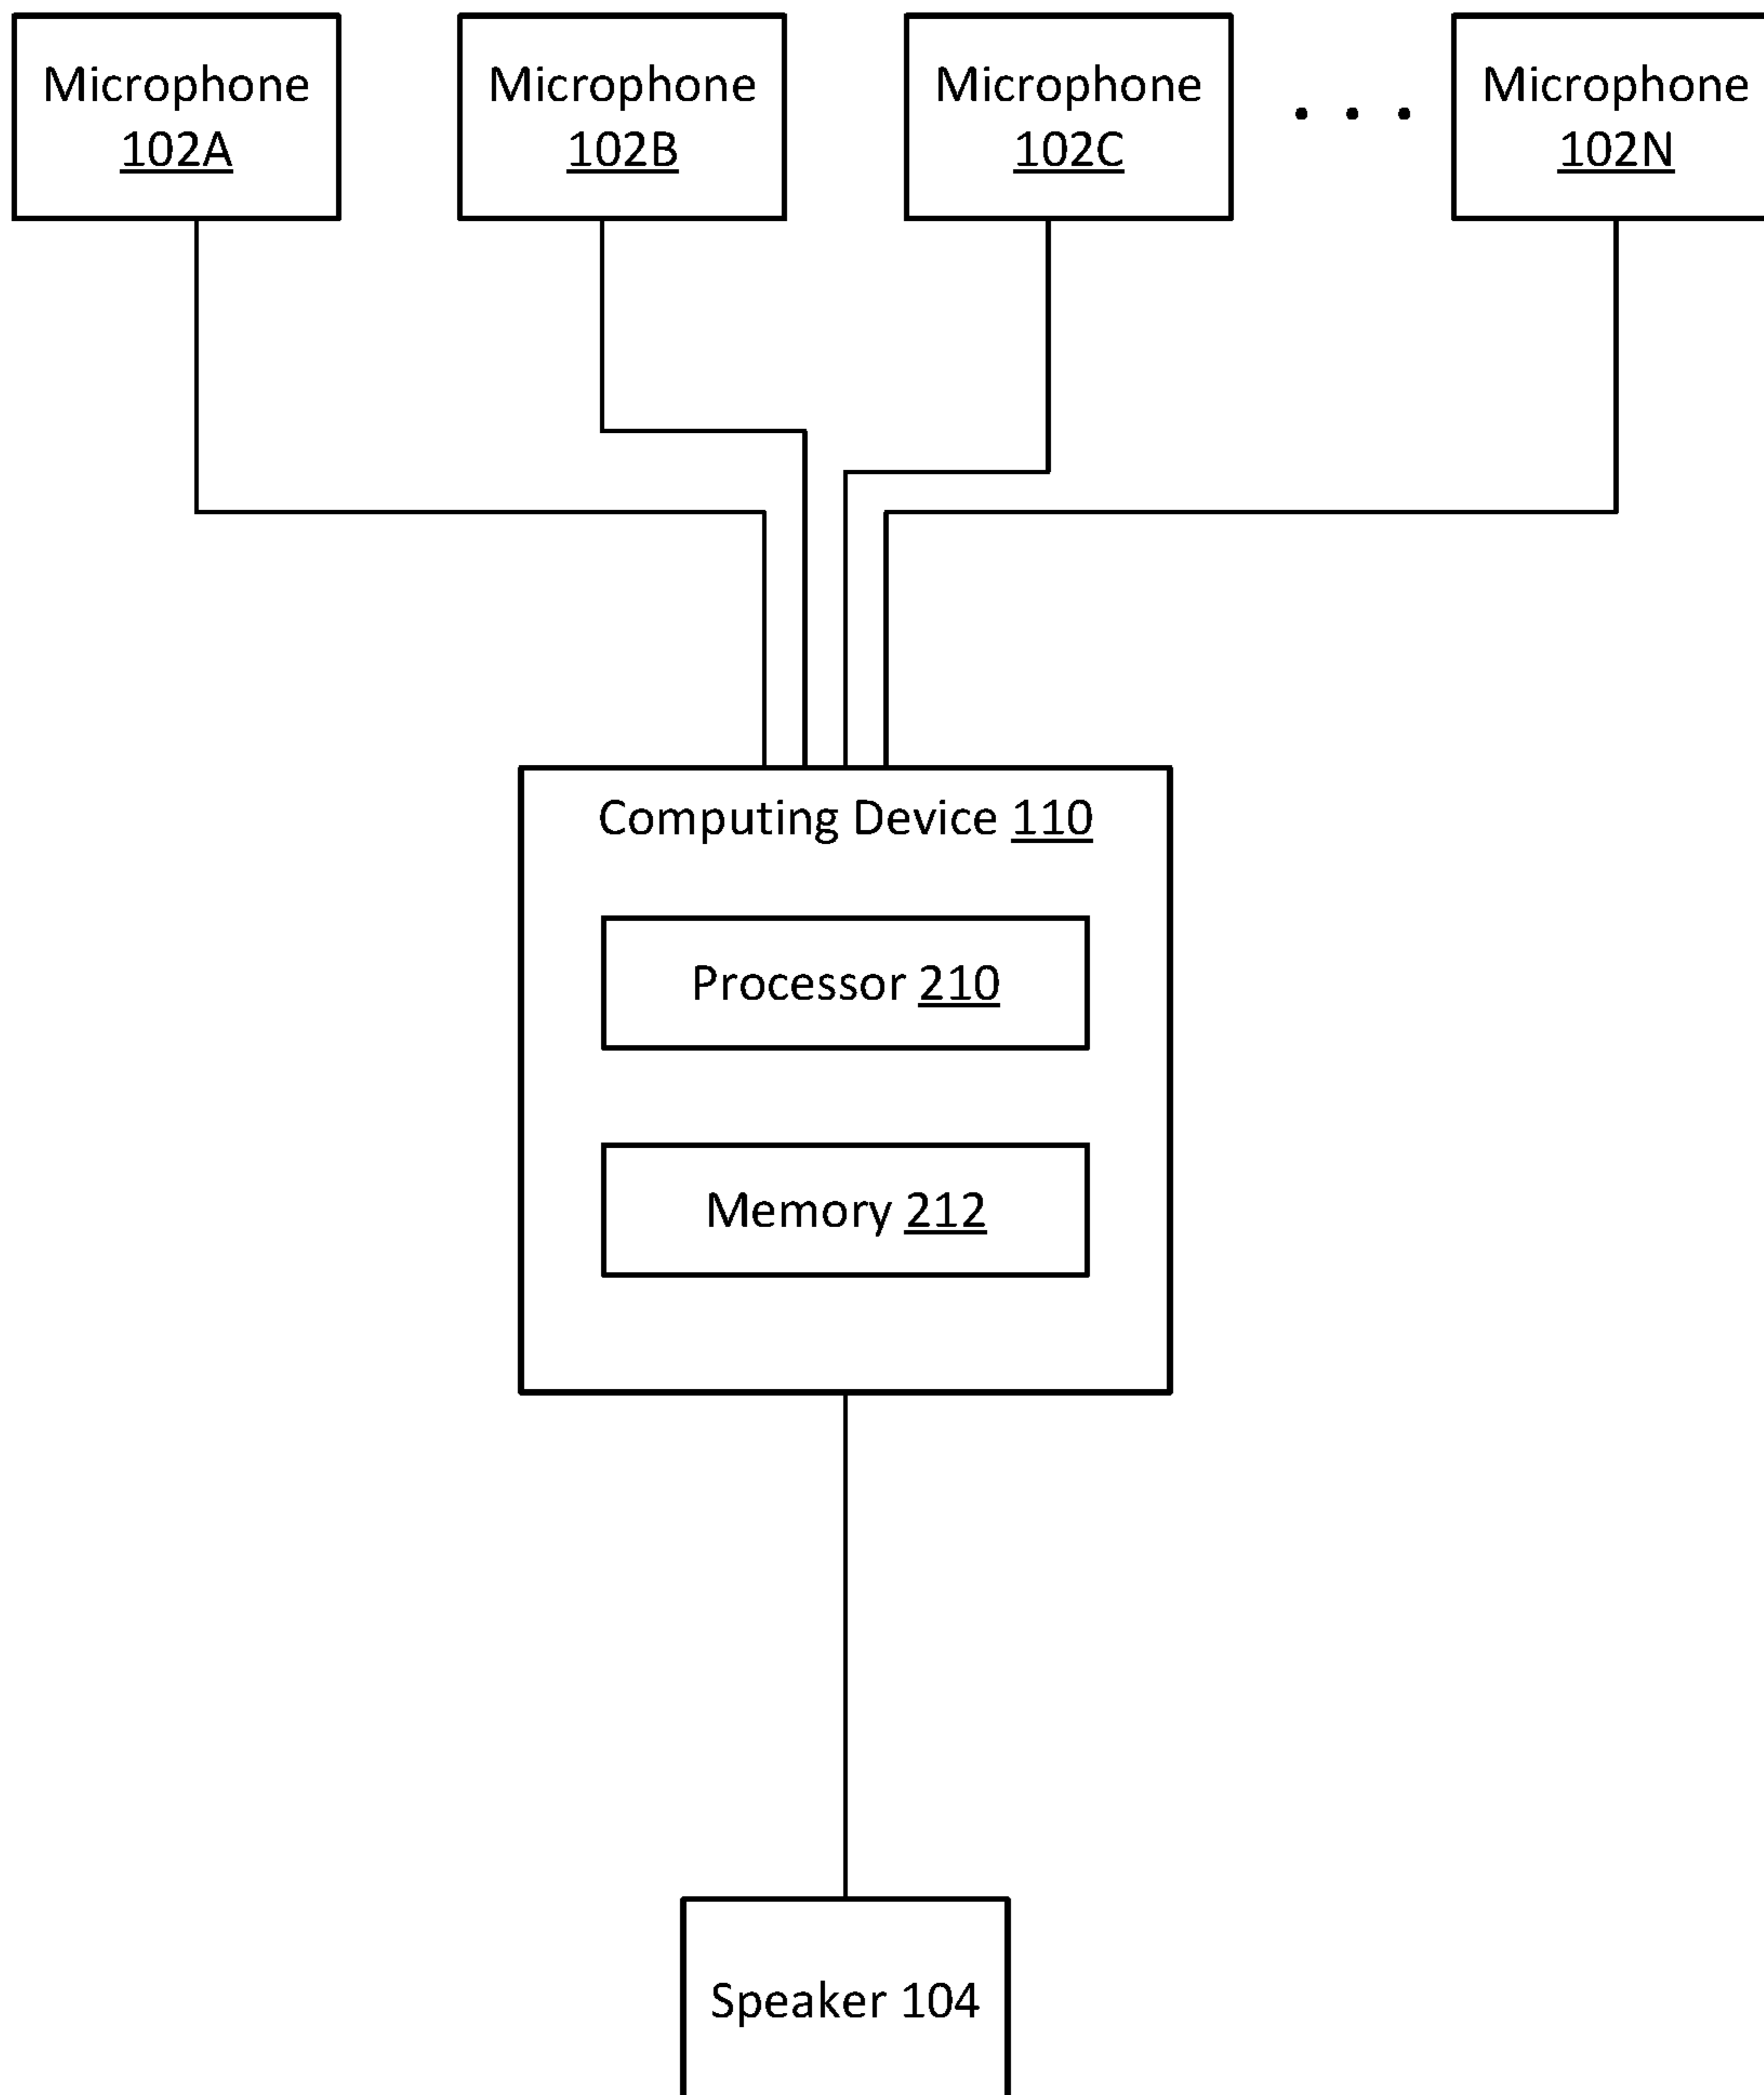 Microphone
102A
Microphone
102B
Microphone
102C
. . .
Microphone
102N
Computing Device 110
Processor 210
Memory 212
Speaker 104